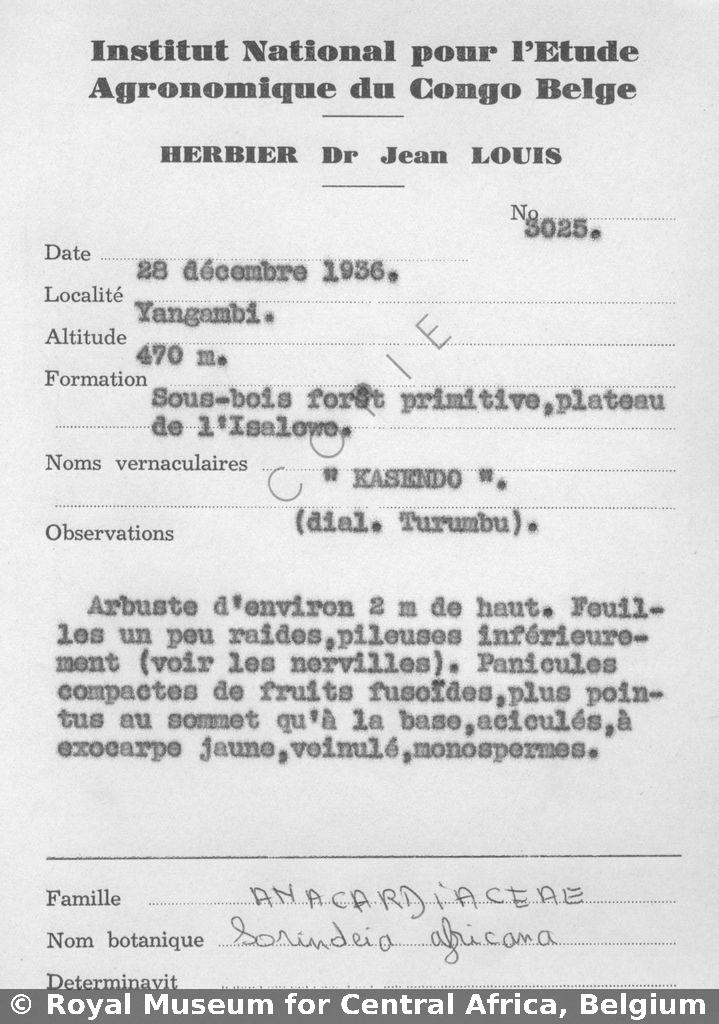 Institut National pour l'Etude
Agronomique du Congo Belge
HERBIER Dr Jean LOUIS
No 3025.
Date 28 décembre 1936.
Localité Yangambi.
Altitude 470 m.
Formation Sous-bois forêt primitive,plateau
de l'Isalowe.
COPIE
Noms vernaculaires " KASENDO ".
(dial. Turumbu).
Observations
Arbuste d'environ 2 m de haut. Feuil-
les un peu raides,pileuses inférieure-
ment (voir les nervilles). Panicules
compactes de fruits fusoïdes,plus poin-
tus au sommet qu'à la base,aciculés,à
exocarpe jaune,veinulé,monospermes.
Famille ANACARDiACEAE
Nom botanique Sorindeia africana
Determinavit
© Royal Museum for Central Africa, Belgium